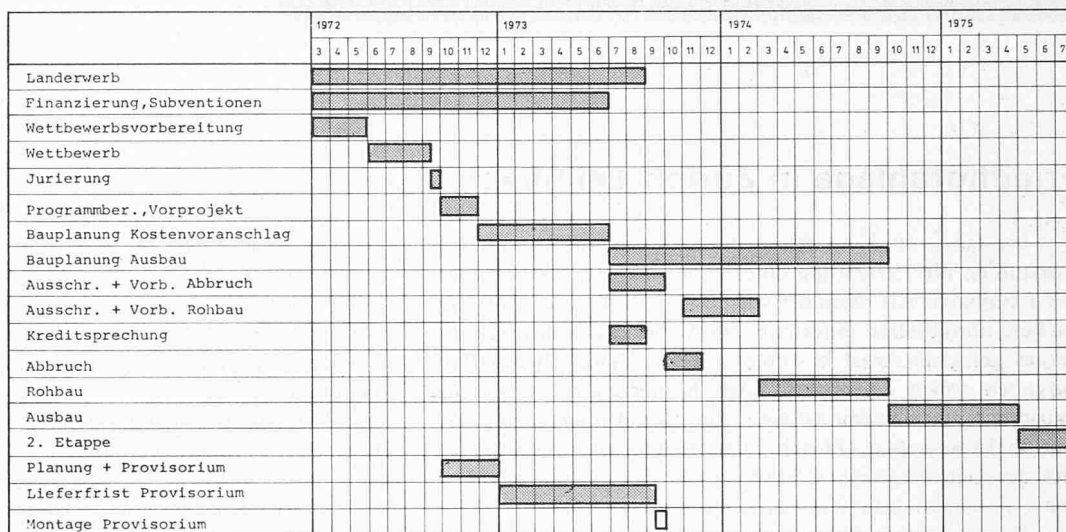 1972 1973 1974 1975
3 4 5 6 7 8 9 10 11 12 1 2 3 4 5 6 7 8 9 10 11 12 1 2 3 4 5 6 7 8 9 10 11 12 1 2 3 4 5 6 7
Landerwerb
Finanzierung,Subventionen
Wettbewerbsvorbereitung
Wettbewerb
Jurierung
Programmber.,Vorprojekt
Bauplanung Kostenvoranschlag
Bauplanung Ausbau
Ausschr. + Vorb. Abbruch
Ausschr. + Vorb. Rohbau
Kreditsprechung
Abbruch
Rohbau
Ausbau
2. Etappe
Planung + Provisorium
Lieferfrist Provisorium
Montage Provisorium